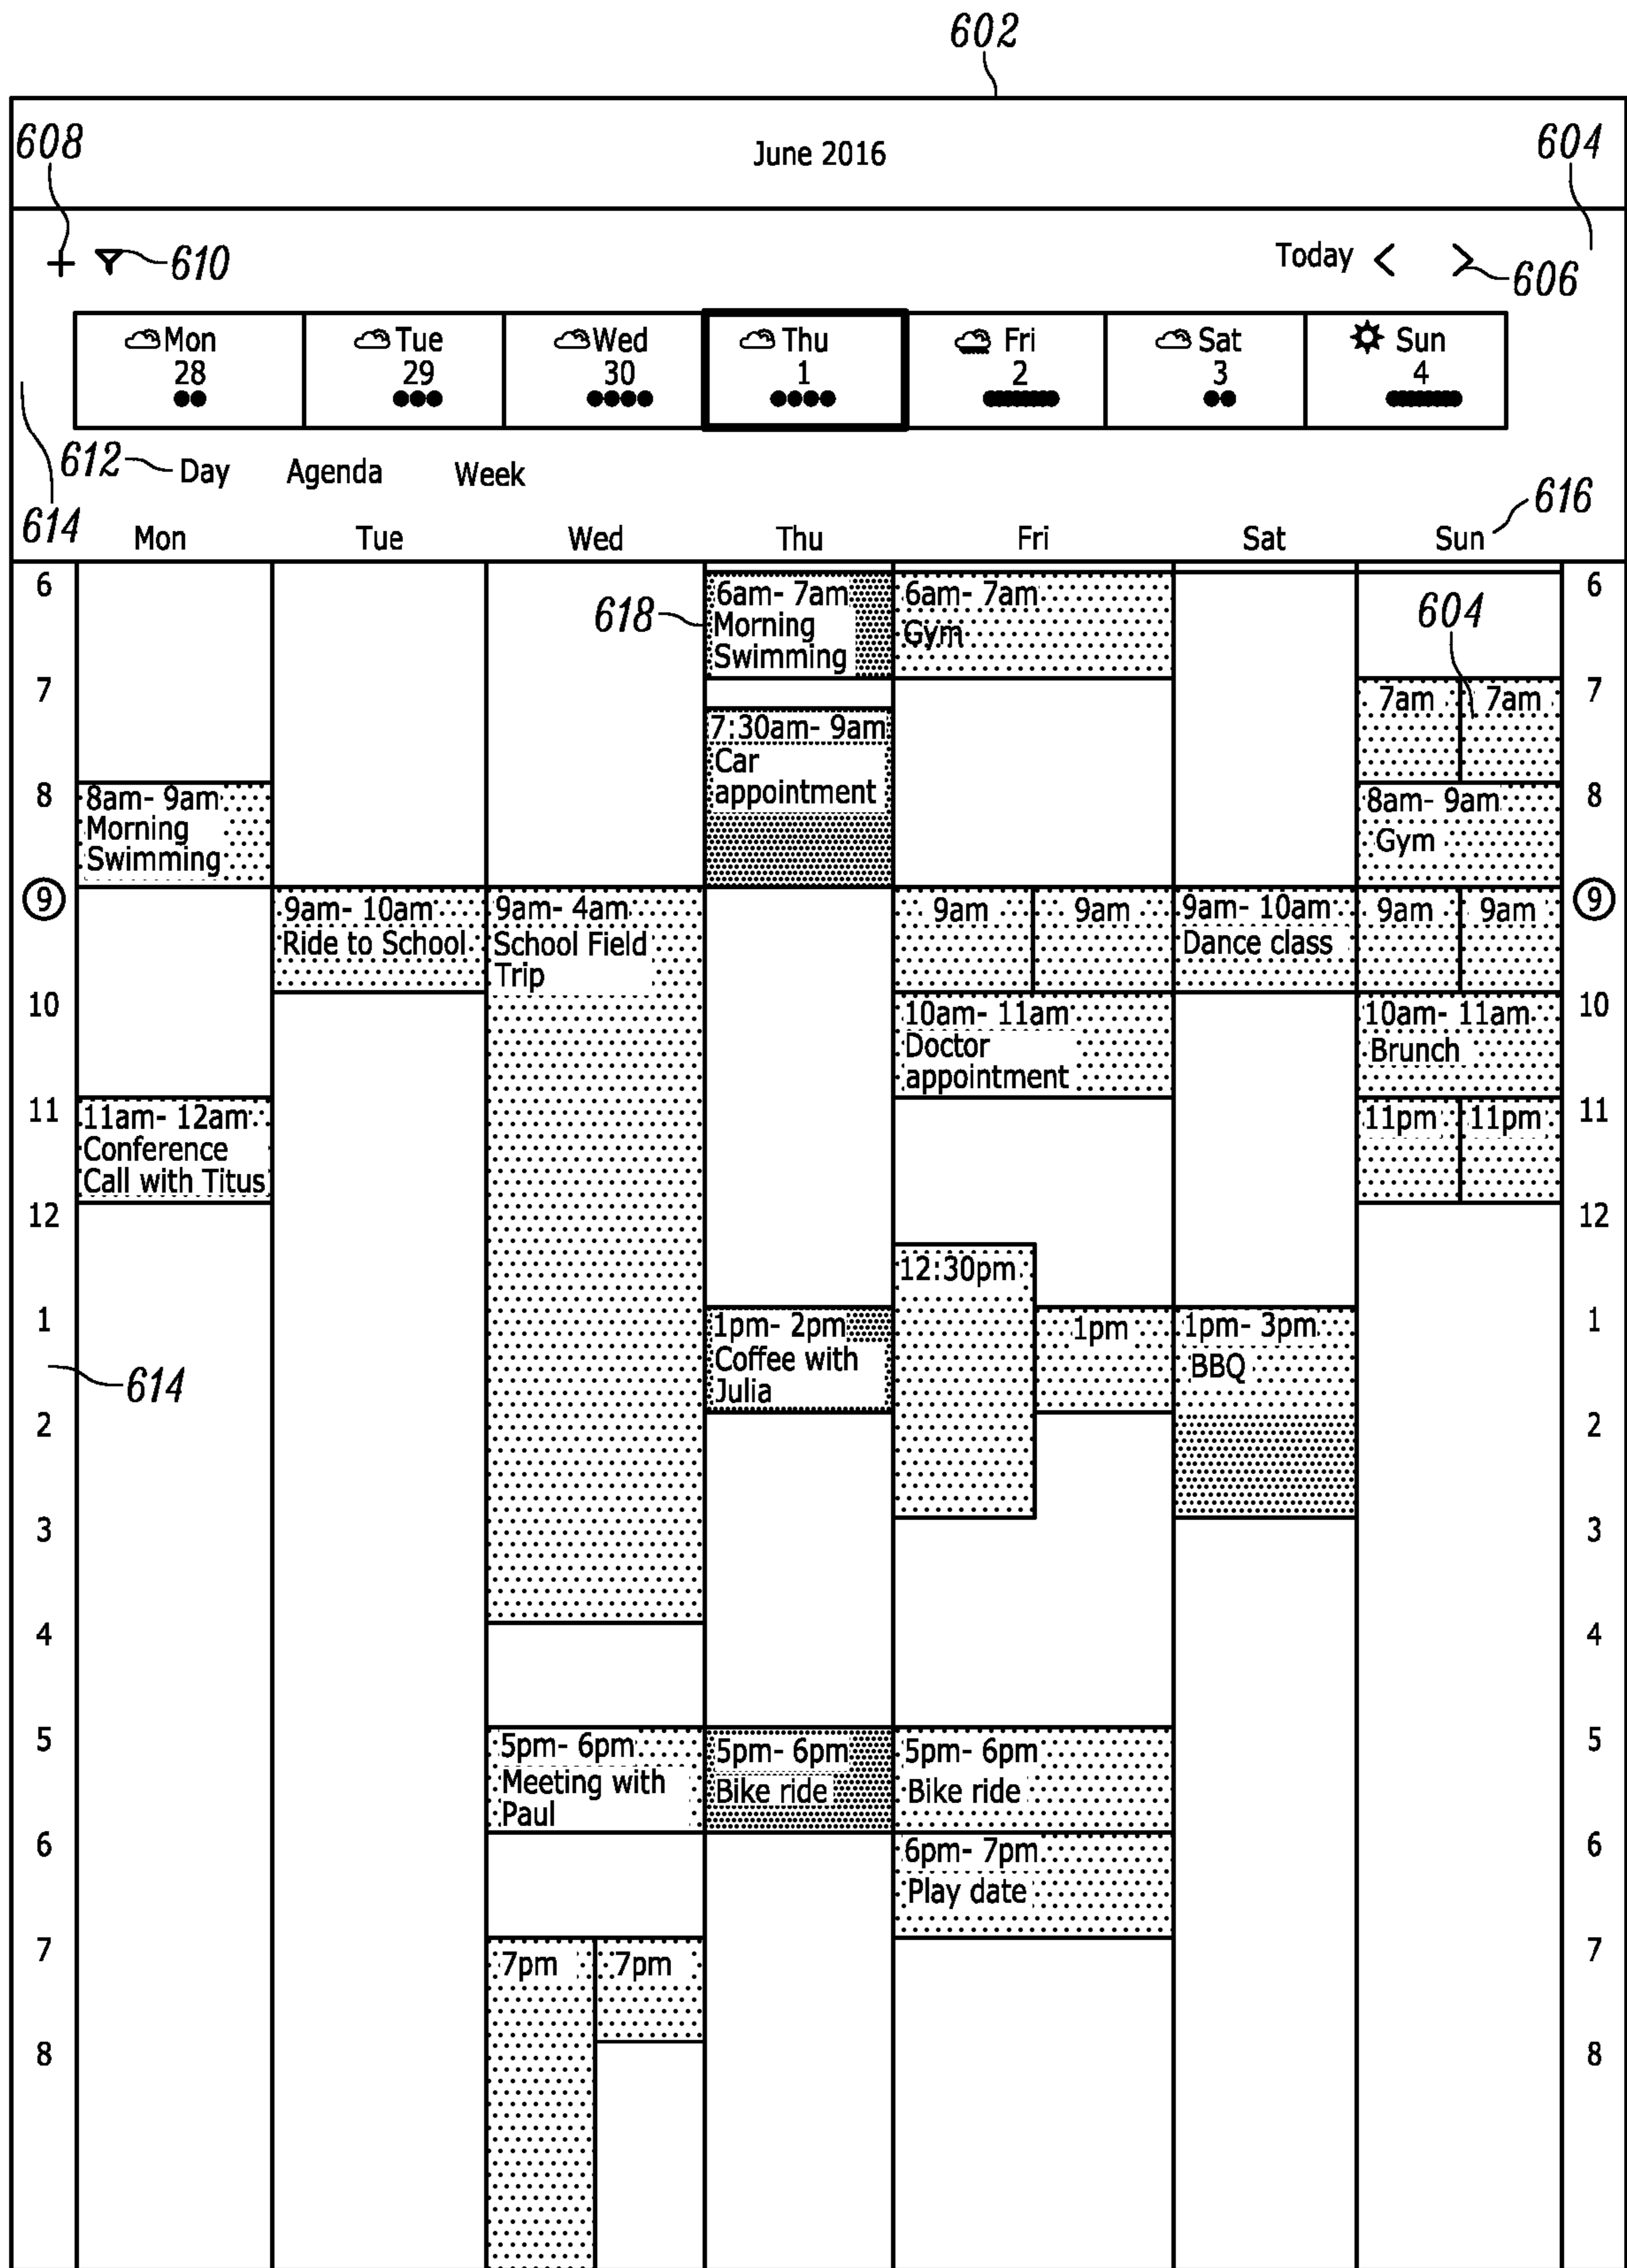 602
608
June 2016
604
+
610
Today < >
606
Mon Tue Wed Thu Fri Sat Sun
28 29 30 1 2 3 4
612 Day Agenda Week
614
616
Mon Tue Wed Thu Fri Sat Sun
6 6am- 7am 6am- 7am 6
618 Morning Gym 604
Swimming
7 7am 7am 7
7:30am- 9am
Car
appointment
8 8am- 9am 8am- 9am 8
Morning Gym
Swimming
9 9am- 10am 9am- 4am 9am 9am 9am- 10am 9am 9am 9
Ride to School School Field Dance class
Trip
10 10am- 11am 10am- 11am 10
Doctor Brunch
appointment
11 11am- 12am 11pm 11pm 11
Conference
Call with Titus
12 12
12:30pm
1 1pm- 2pm 1pm 1pm- 3pm 1
Coffee with BBQ
614 Julia
2 2
3 3
4 4
5 5pm- 6pm 5pm- 6pm 5pm- 6pm 5
Meeting with Bike ride Bike ride
Paul
6 6pm- 7pm 6
Play date
7 7pm 7pm 7
8 8